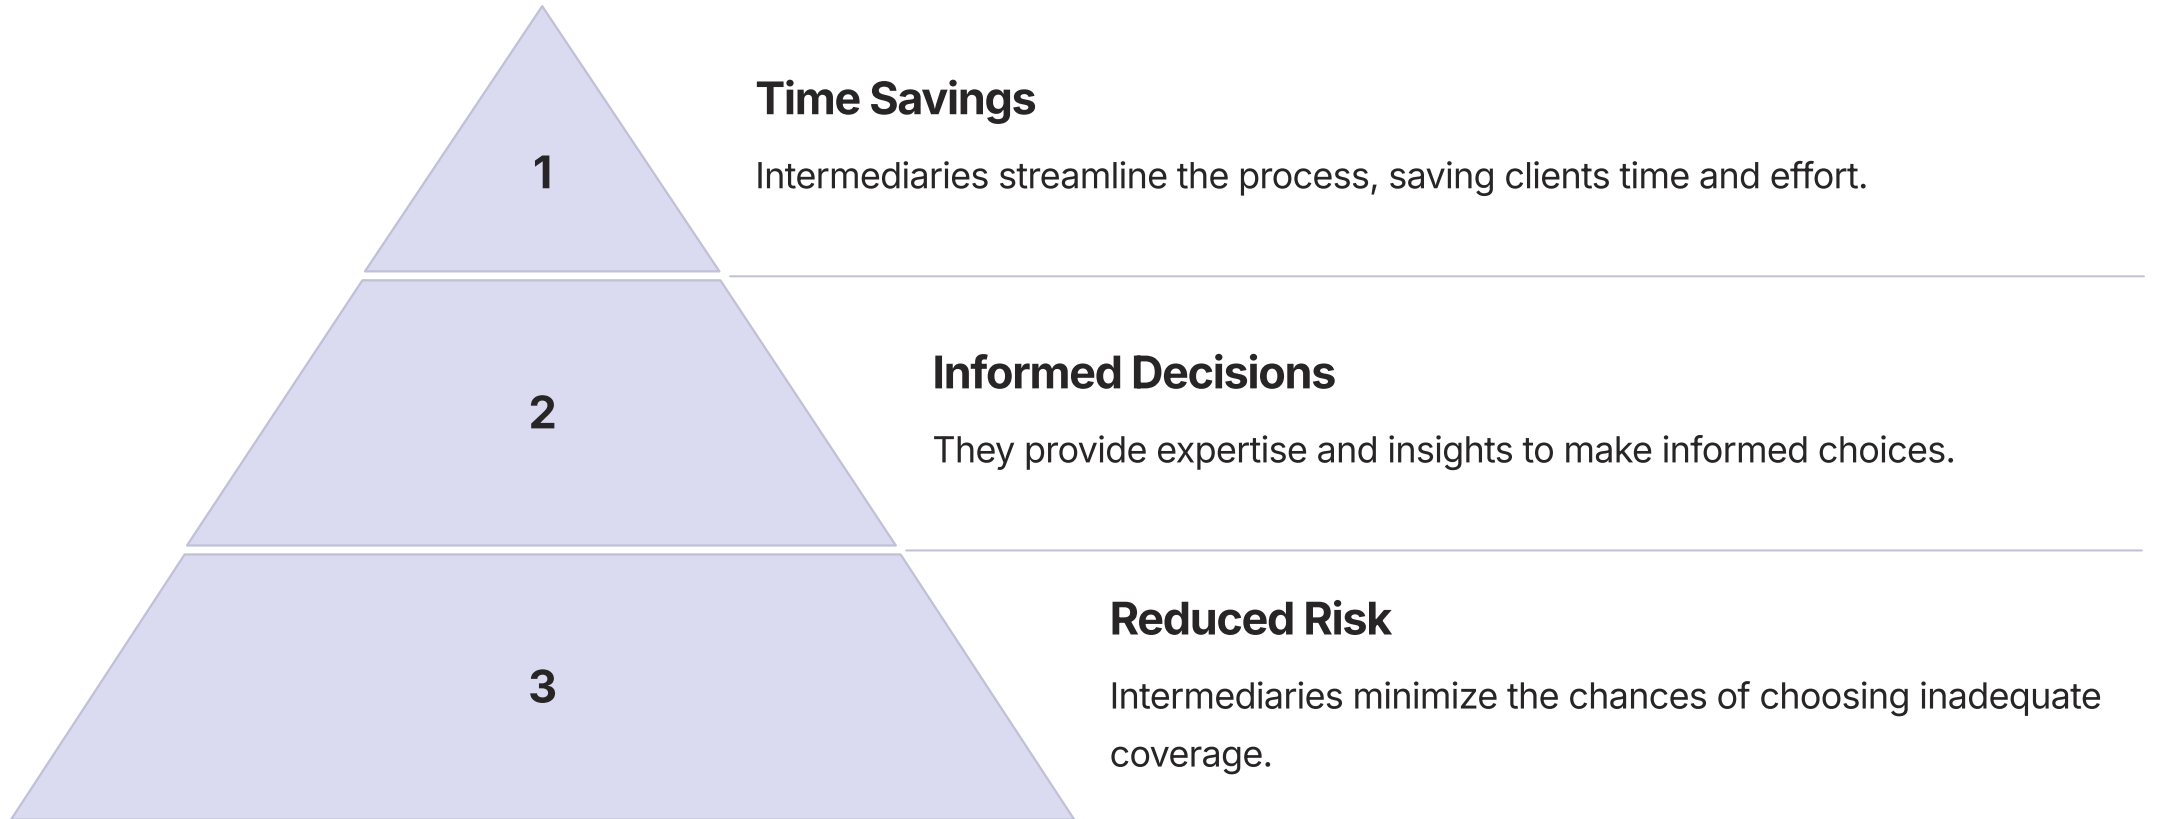 1
Time Savings
Intermediaries streamline the process, saving clients time and effort.
2
Informed Decisions
They provide expertise and insights to make informed choices.
3
Reduced Risk
Intermediaries minimize the chances of choosing inadequate
coverage.